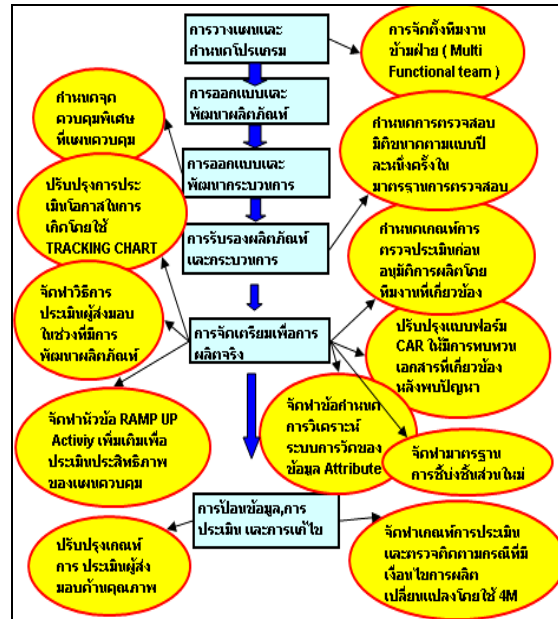 การวางแผนและ
กำหนดโปรแกรม
การจัดตั้งทีมงาน
ข้ามฝ่าย ( Multi
Functional team )
การออกแบบและ
พัฒนาผลิตภัณฑ์
กำหนดจุด
ควบคุมพิเศษ
ที่แผนควบคุม
กำหนดการตรวจสอบ
มิติขนาดตามแบบปี
ละหนึ่งครั้งใน
มาตรฐานการตรวจสอบ
การออกแบบและ
พัฒนากระบวนการ
ปรับปรุงการประ
เมินโอกาสในการ
เกิดโดยใช้
TRACKING CHART
การรับรองผลิตภัณฑ์
และกระบวนการ
กำหนดเกณฑ์การ
ตรวจประเมินก่อน
อนุมัติการผลิตโดย
ทีมงานที่เกี่ยวข้อง
จัดทำวิธีการ
ประเมินผู้ส่งมอบ
ในช่วงที่มีการ
พัฒนาผลิตภัณฑ์
การจัดเตรียมเพื่อการ
ผลิตจริง
ปรับปรุงแบบฟอร์ม
CAR ให้มีการทบทวน
เอกสารที่เกี่ยวข้อง
หลังพบปัญหา
จัดทำหัวข้อ RAMP UP
Activiy เพิ่มเติมเพื่อ
ประเมินประสิทธิภาพ
ของแผนควบคุม
จัดทำข้อกำหนด
การวิเคราะห์
ระบบการวัดของ
ข้อมูล Attribute
จัดทำมาตรฐาน
การชี้บ่งชิ้นส่วนใหม่
การป้อนข้อมูล,การ
ประเมิน และการแก้ไข
ปรับปรุงเกณฑ์
การ ประเมินผู้ส่ง
มอบด้านคุณภาพ
จัดทำเกณฑ์การประเมิน
และตรวจติดตามกรณีที่มี
เงื่อนไขการผลิต
เปลี่ยนแปลงโดยใช้ 4M